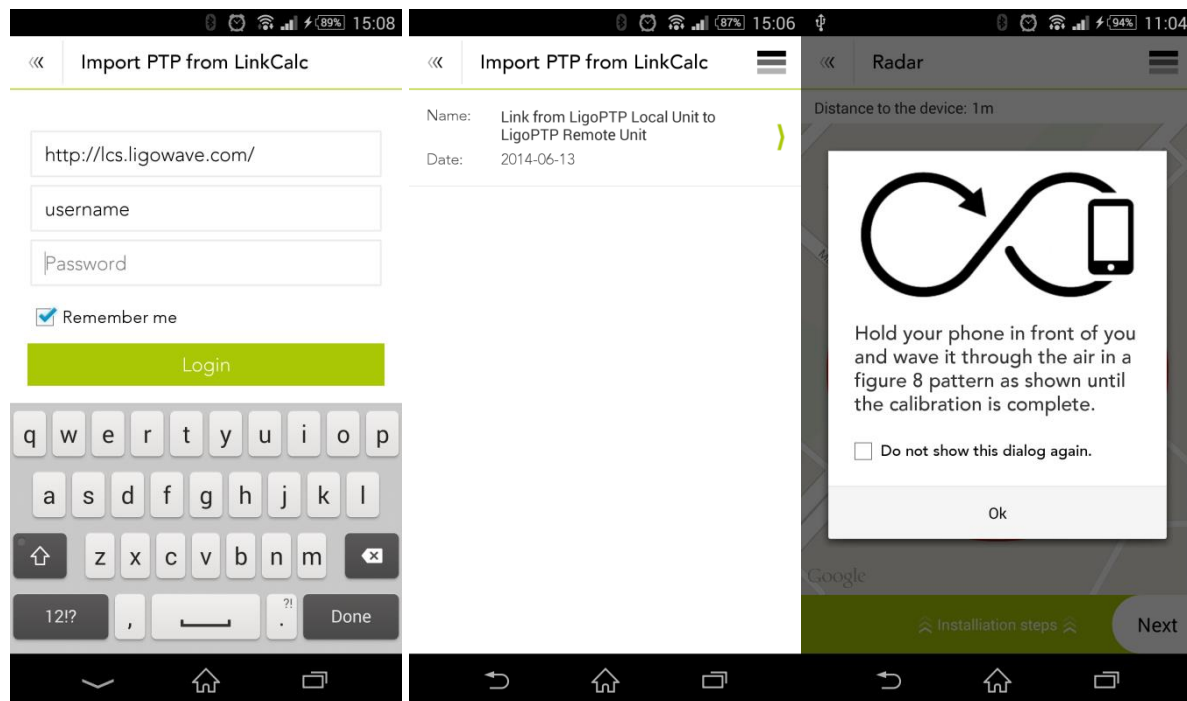 89% 15:08
Import PTP from LinkCalc
http://lcs.ligowave.com/
username
Password
Remember me
Login
q w e r t y u i o p
a s d f g h j k l
z x c v b n m
12!? , ?! . Done
87% 15:06
Import PTP from LinkCalc
Name: Link from LigoPTP Local Unit to
LigoPTP Remote Unit
Date: 2014-06-13
94% 11:04
Radar
Distance to the device: 1m
Hold your phone in front of you
and wave it through the air in a
figure 8 pattern as shown until
the calibration is complete.
Do not show this dialog again.
Ok
Google
Installiation steps
Next